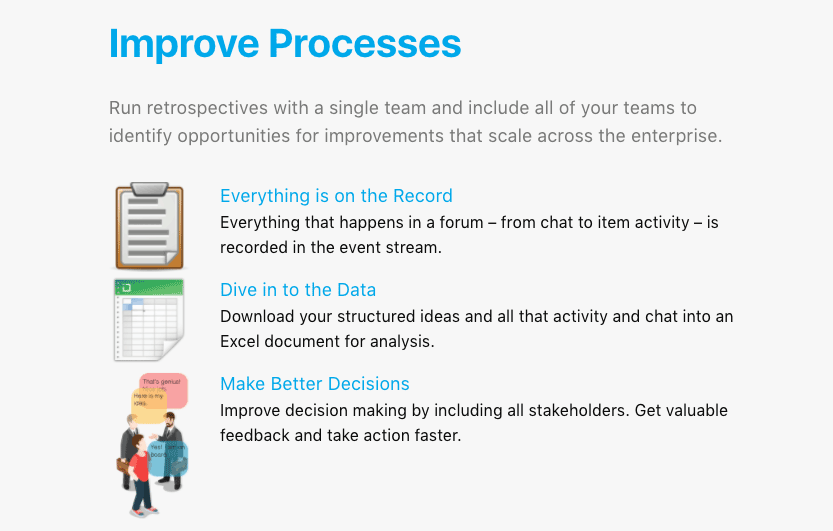 Improve Processes
Run retrospectives with a single team and include all of your teams to
identify opportunities for improvements that scale across the enterprise.
Everything is on the Record
Everything that happens in a forum – from chat to item activity – is
recorded in the event stream.
Dive in to the Data
Download your structured ideas and all that activity and chat into an
Excel document for analysis.
Make Better Decisions
Improve decision making by including all stakeholders. Get valuable
feedback and take action faster.
That's genius!
Here is my
idea.